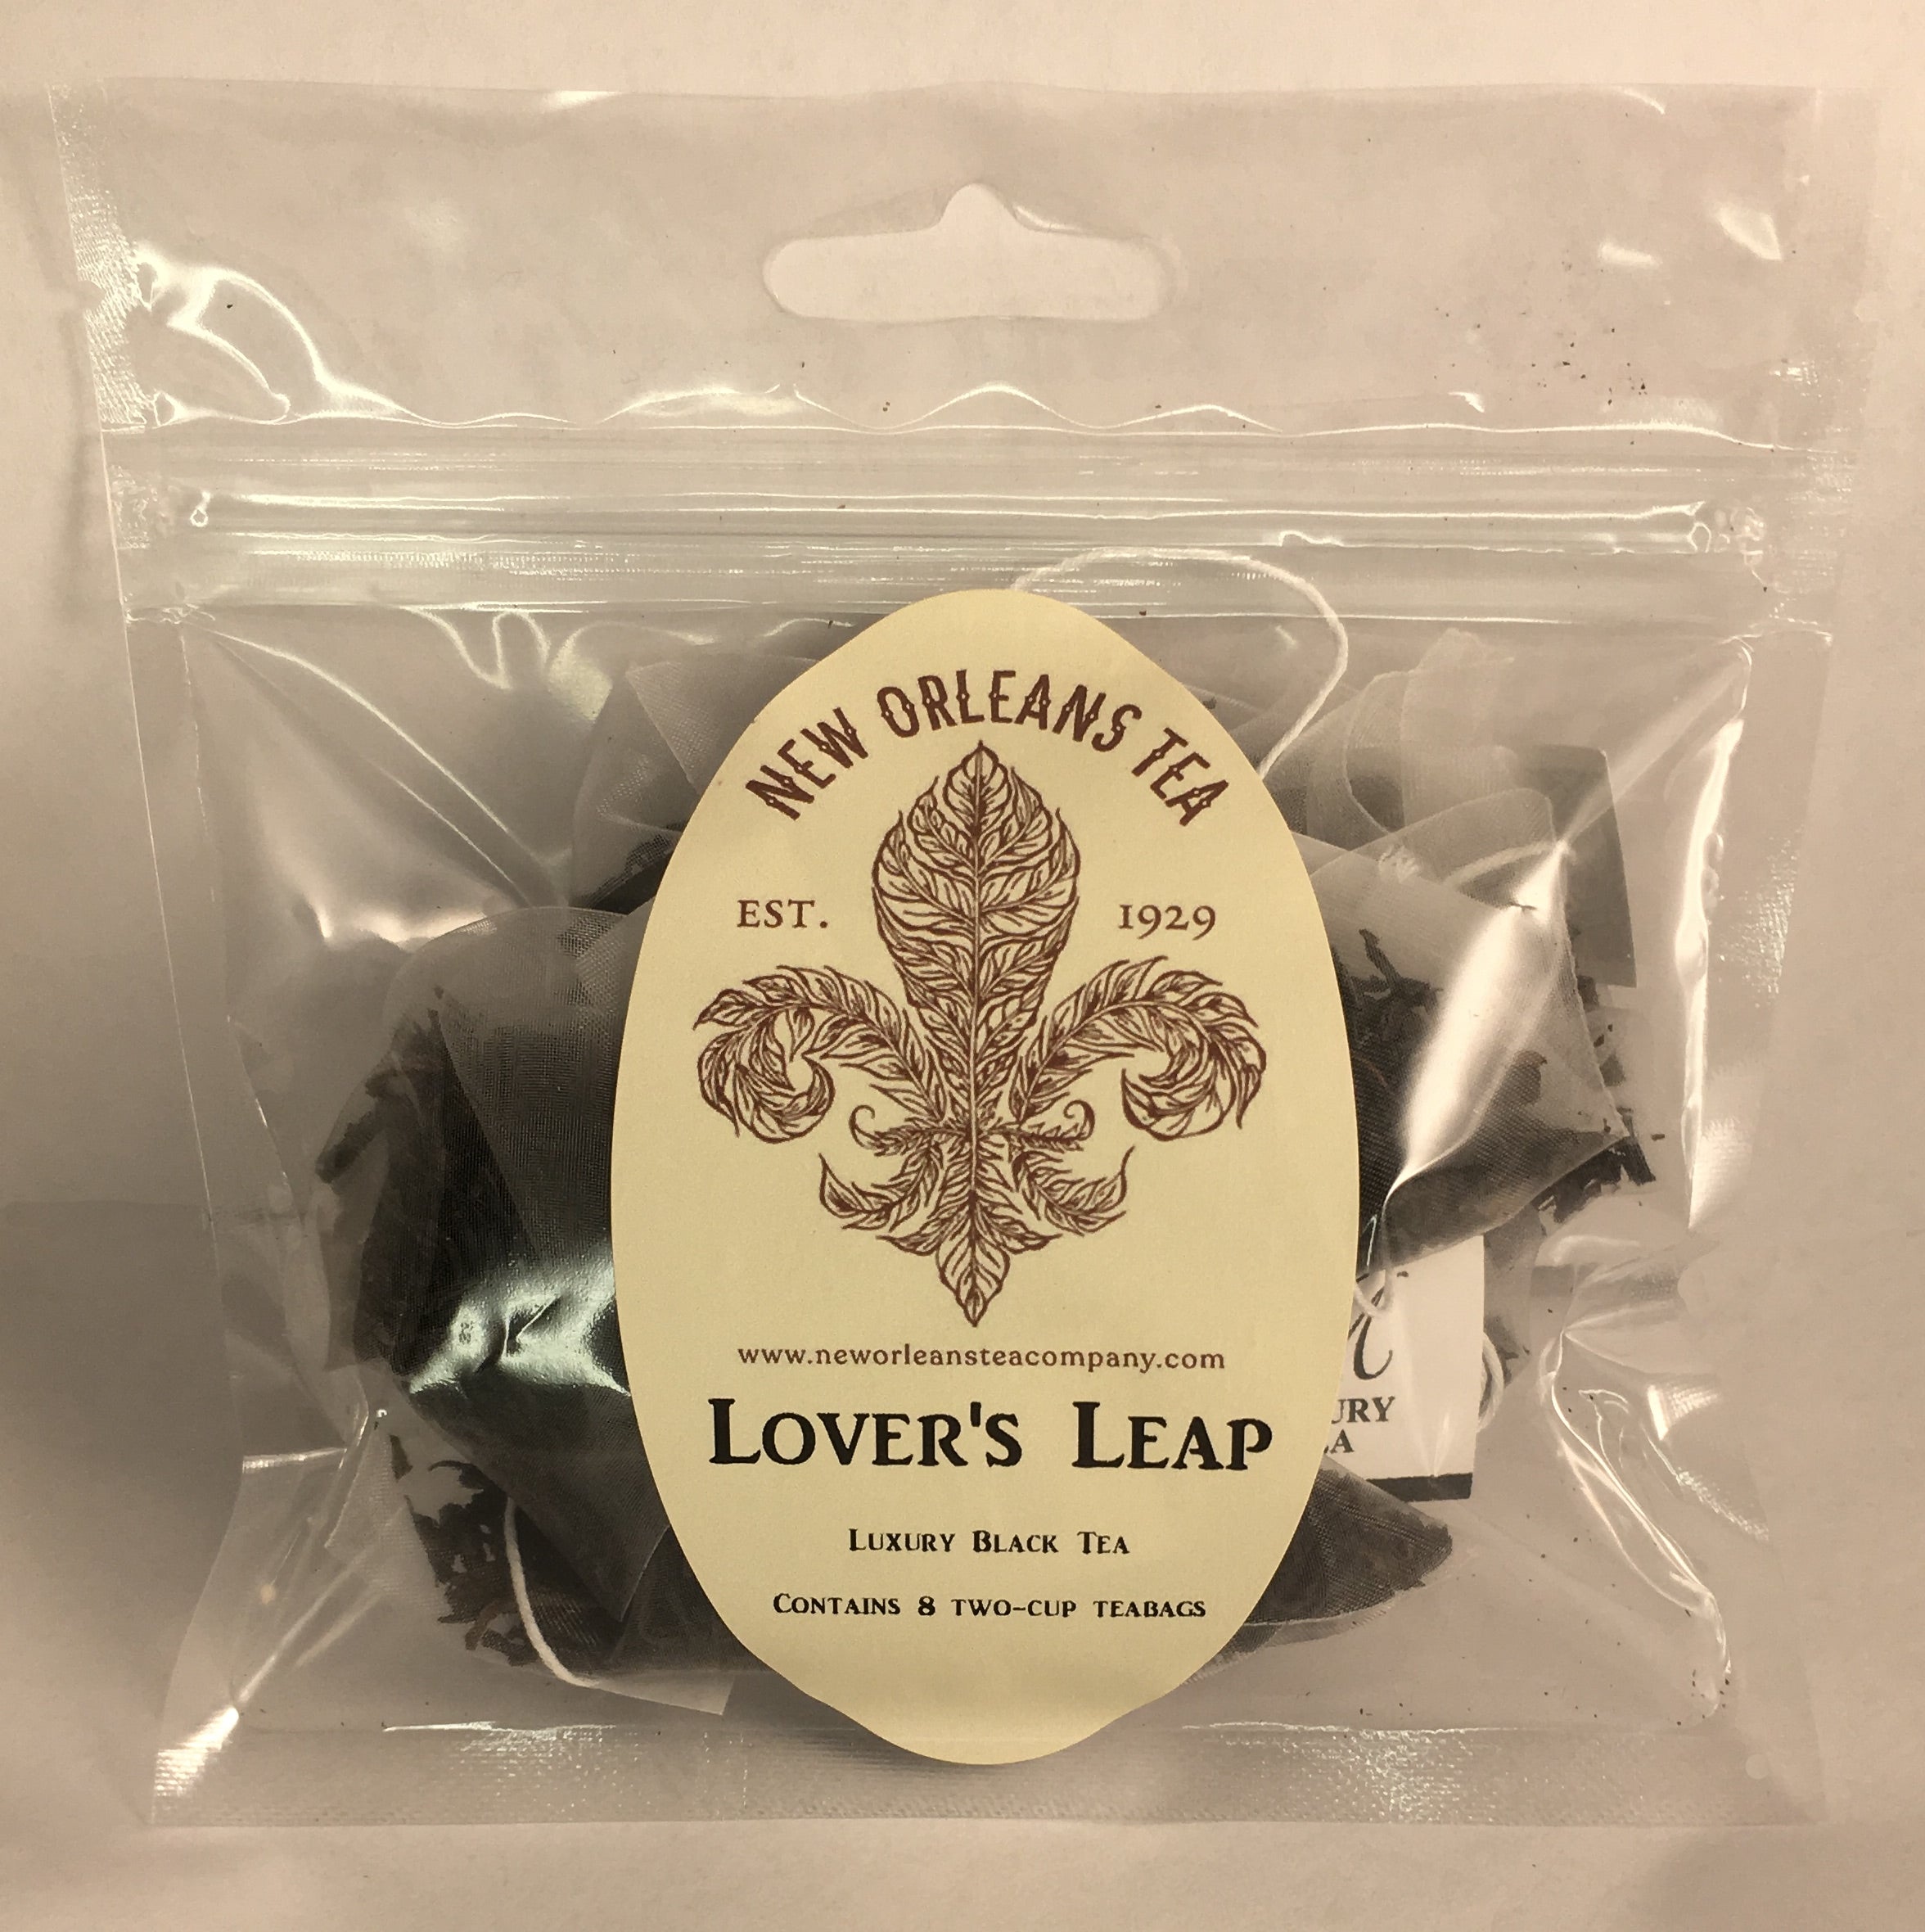 NEW ORLEANS TEA
EST. 1929
www.neworleansteacompany.com
LOVER'S LEAP
LUXURY BLACK TEA
CONTAINS 8 TWO-CUP TEABAGS